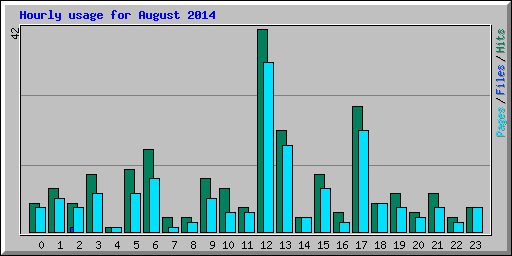 Hourly usage for August 2014
42
Pages/Files/Hits
0 1 2 3 4 5 6 7 8 9 10 11 12 13 14 15 16 17 18 19 20 21 22 23